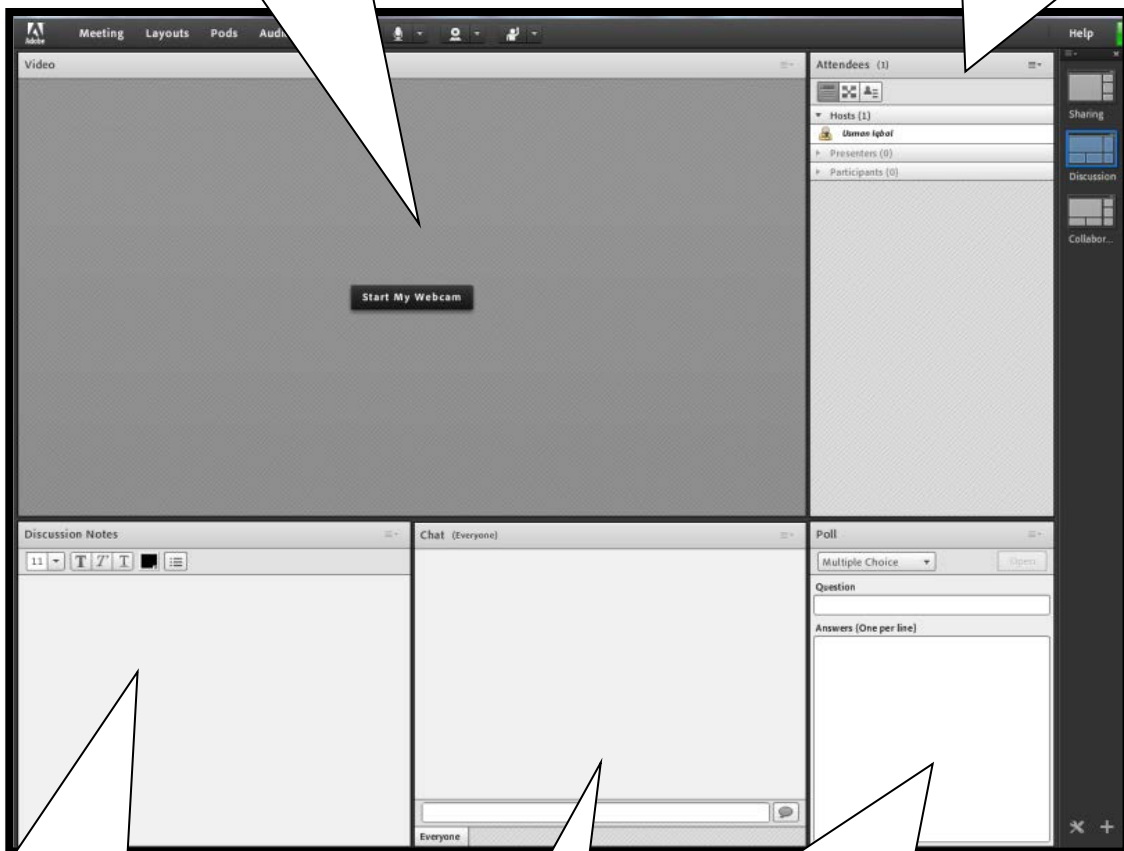 Adobe
Meeting Layouts Pods
Help
Video
Attendees (1)
Hosts (1)
Usman Iqbal
Presenters (0)
Participants (0)
Sharing
Discussion
Collabor...
Start My Webcam
Discussion Notes
11 T T T
Chat (Everyone)
Everyone
Poll
Multiple Choice
Open
Question
Answers (One per line)